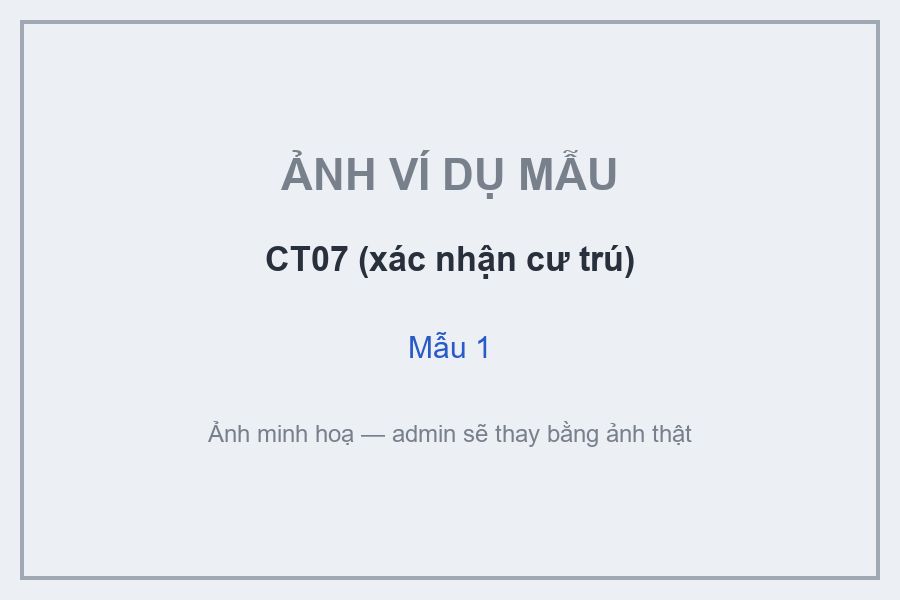 ẢNH VÍ DỤ MẪU
CT07 (xác nhận cư trú)
Mẫu 1
Ảnh minh hoạ — admin sẽ thay bằng ảnh thật